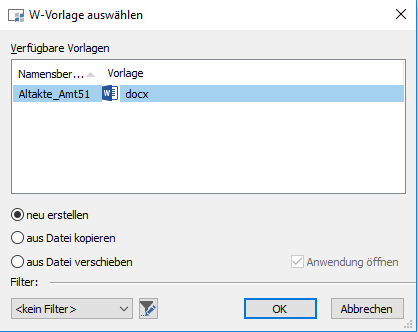 W-Vorlage auswählen
Verfügbare Vorlagen
Namensber... Vorlage
Altakte_Amt51 docx
neu erstellen
aus Datei kopieren
aus Datei verschieben
Anwendung öffnen
Filter:
<kein Filter>
OK
Abbrechen